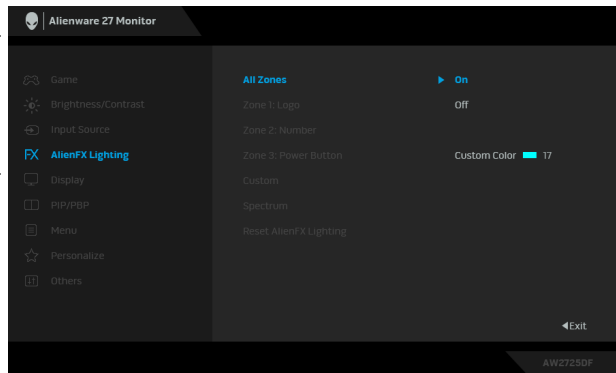 Alienware 27 Monitor
Game
Brightness/Contrast
Input Source
FX AlienFX Lighting
Display
PIP/PBP
Menu
Personalize
Others
All Zones
Zone 1: Logo
Zone 2: Number
Zone 3: Power Button
Custom
Spectrum
Reset AlienFX Lighting
On
Off
Custom Color 17
Exit
AW2725DF